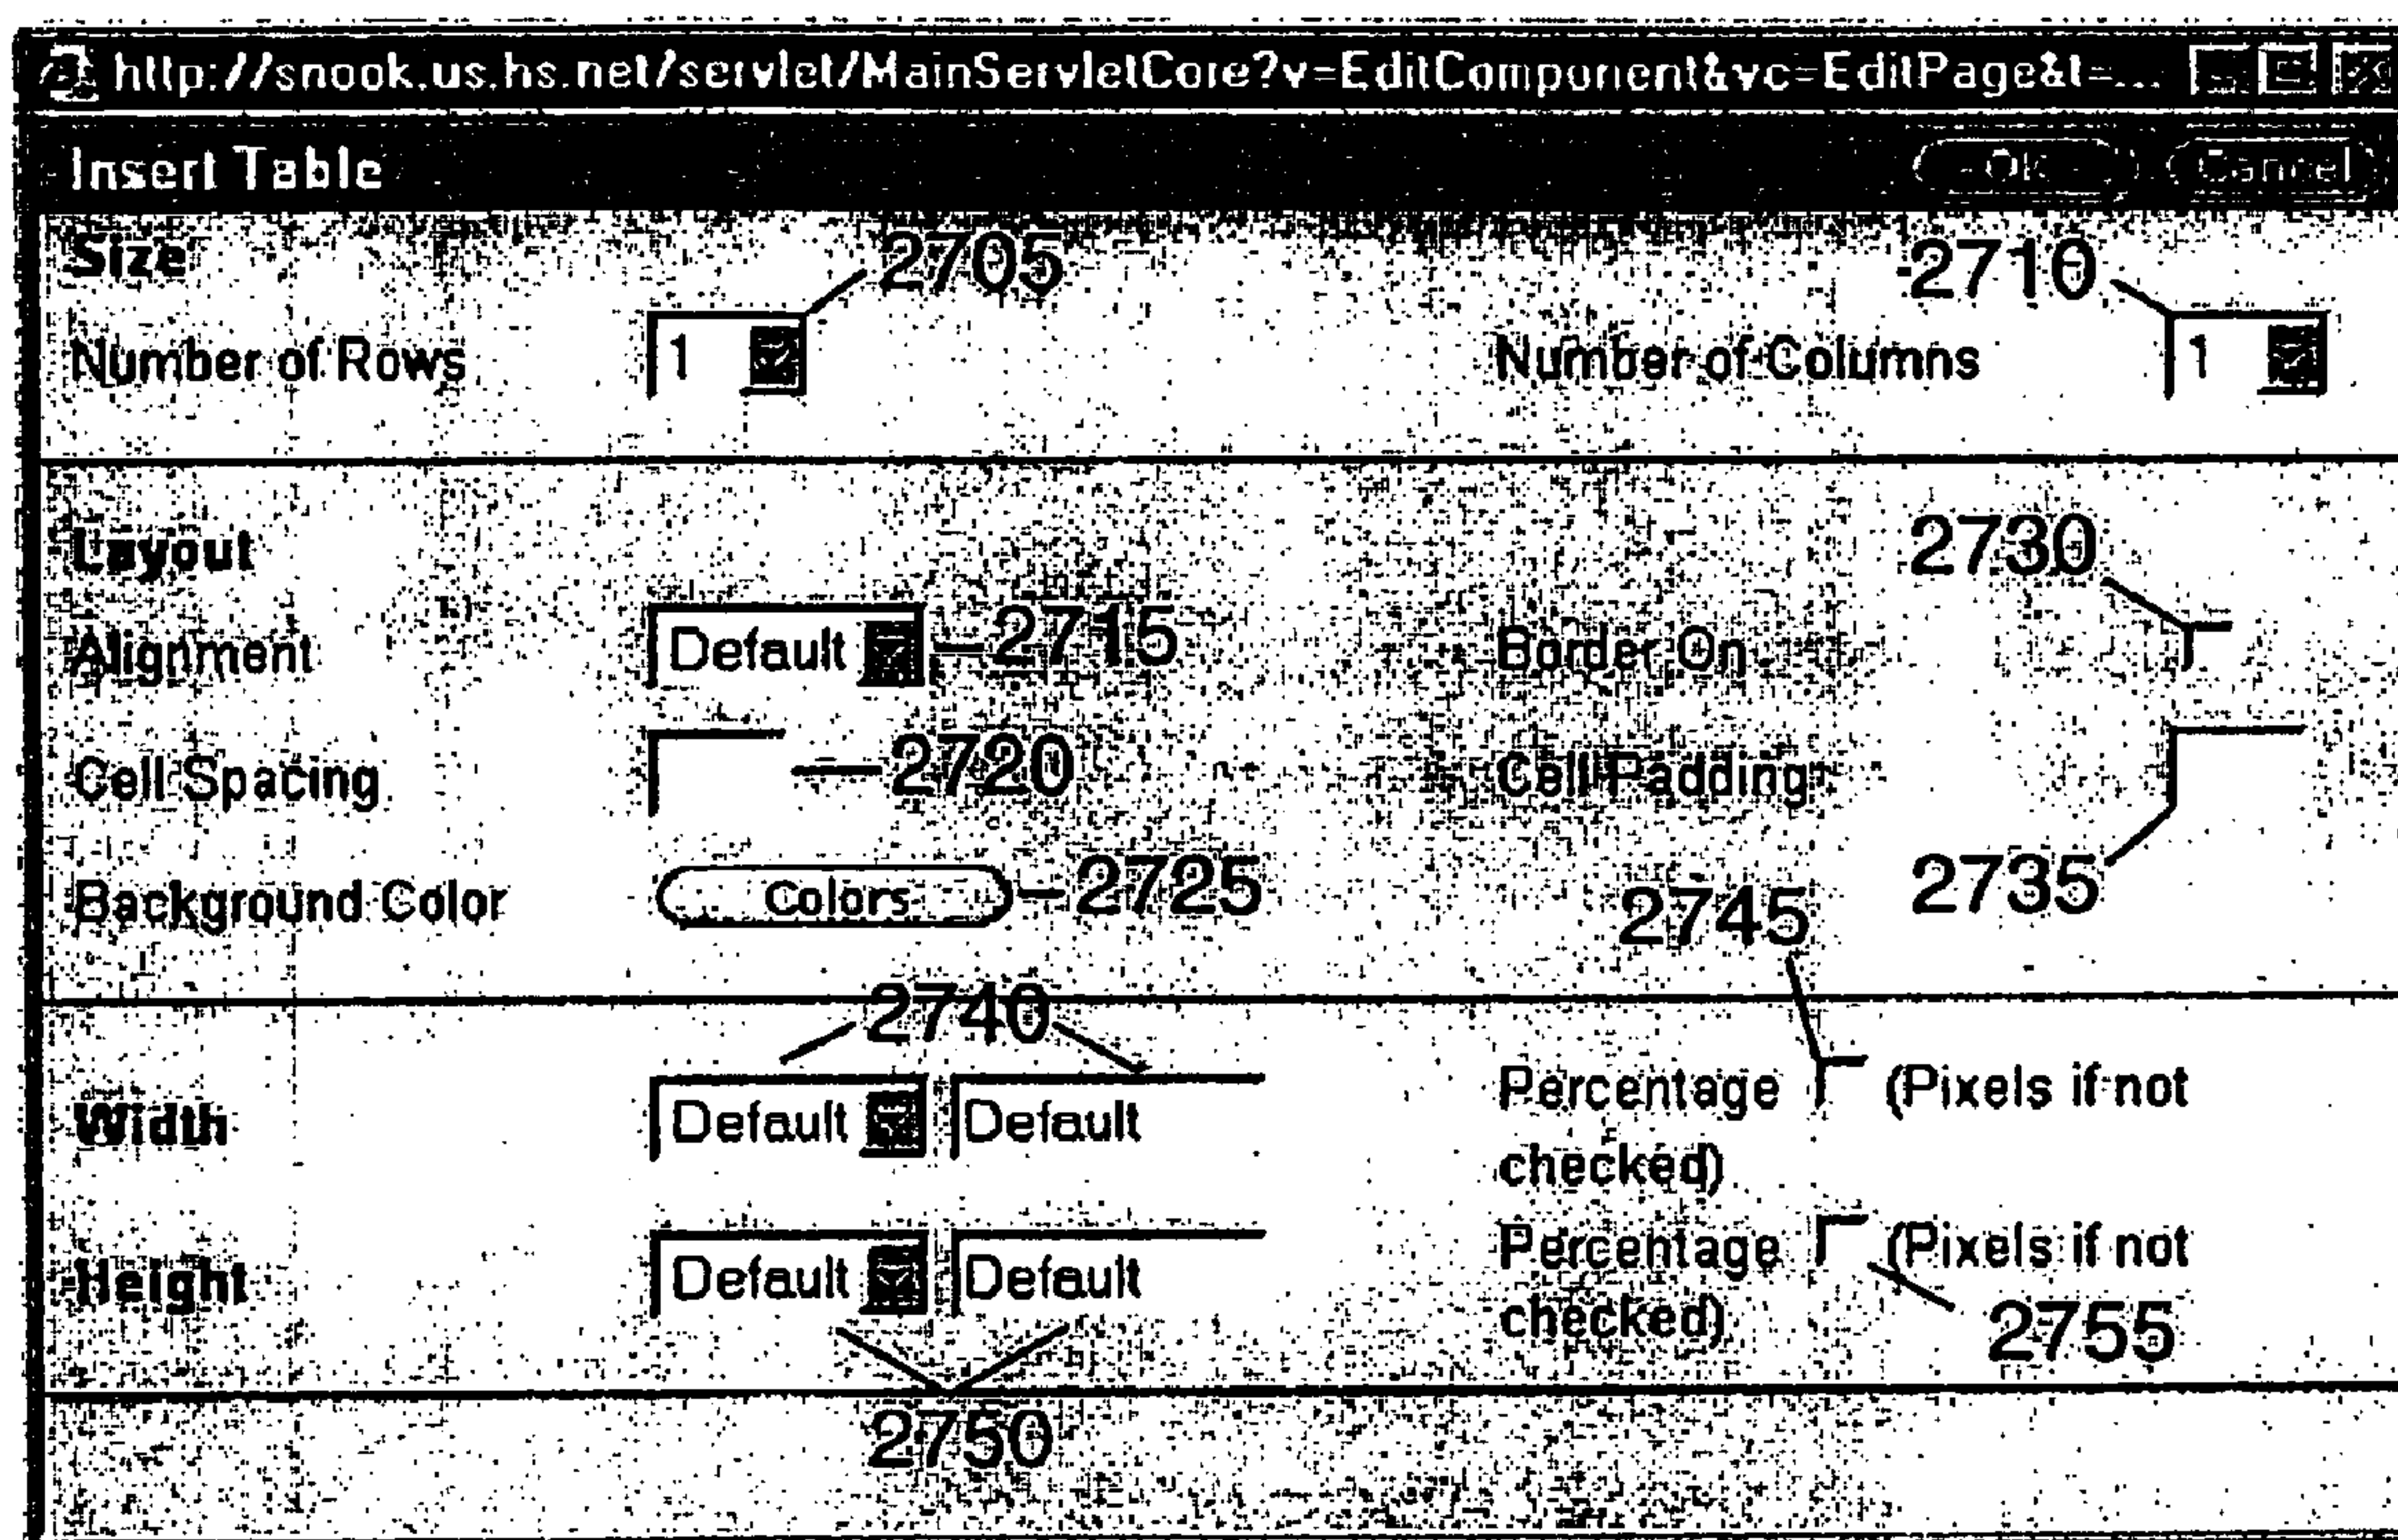 http://snook.us.hs.net/servlet/MainServletCore?v=EditComponent&vc=EditPage&t=...
Insert Table Ok Cancel
Size 2705 2710
Number of Rows 1 Number of Columns 1
Layout 2730
Alignment Default 2715 Border On
Cell Spacing 2720 Cell Padding
Background Color Colors 2725 2745 2735
2740
Width Default Default Percentage (Pixels if not
checked)
Height Default Default Percentage (Pixels if not
checked) 2755
2750